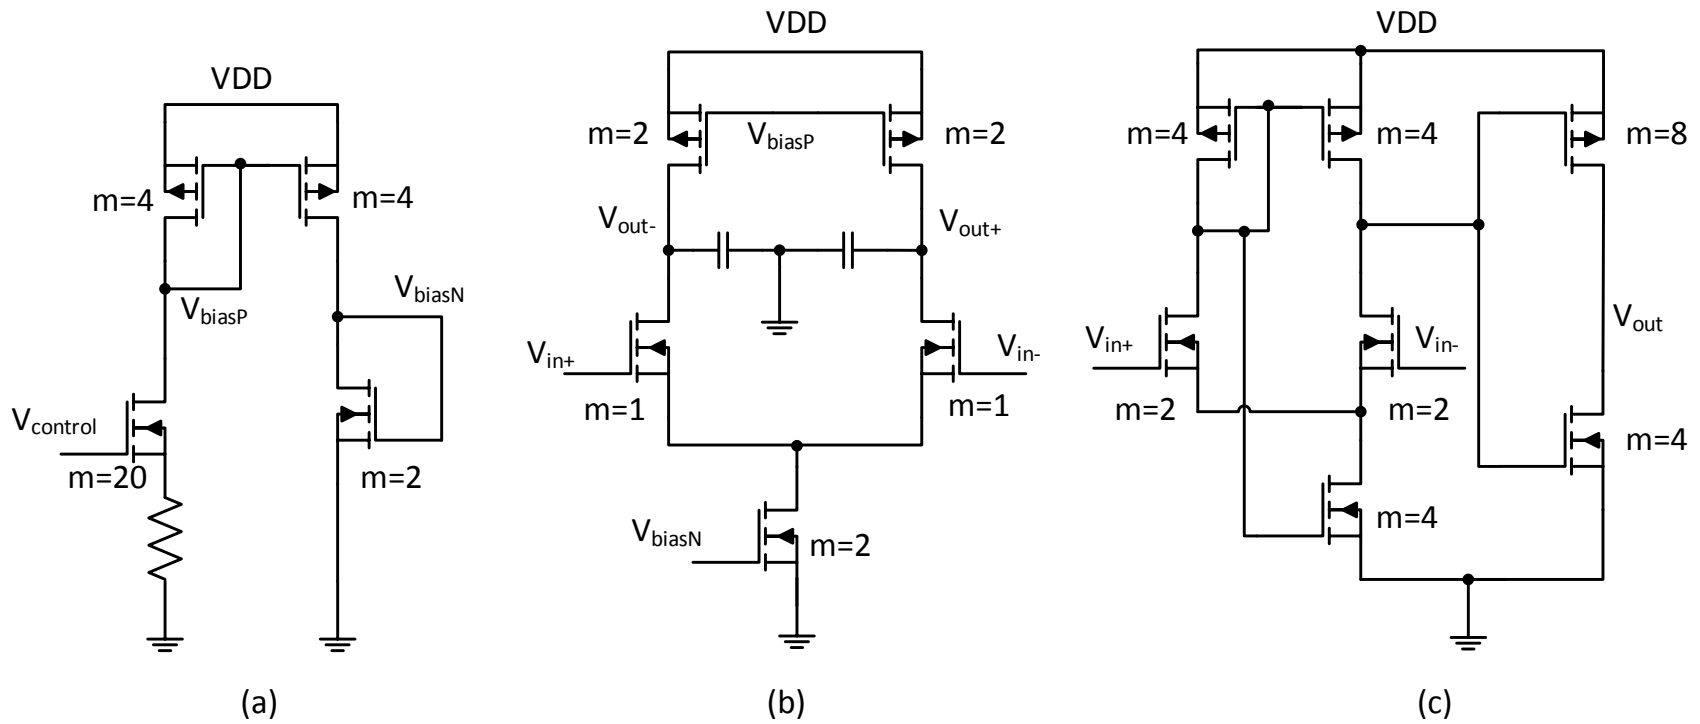 VDD
m=4
m=4
VbiasP
VbiasN
Vcontrol
m=20
m=2
(a)
VDD
m=2
VbiasP
m=2
Vout-
Vout+
Vin+
Vin-
m=1
m=1
VbiasN
m=2
(b)
VDD
m=4
m=4
m=8
Vin+
Vin-
Vout
m=2
m=2
m=4
m=4
(c)